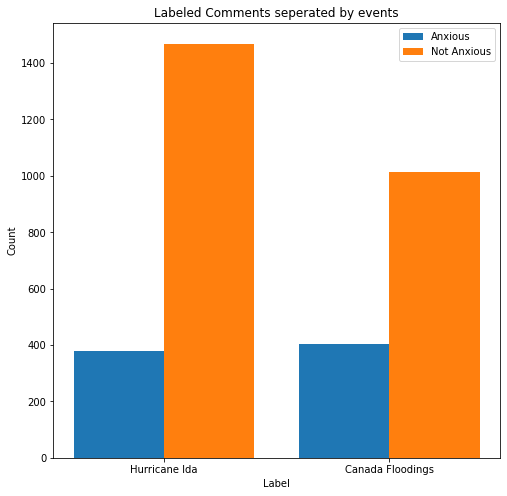 Labeled Comments seperated by events
Anxious
Not Anxious
Count
1400
1200
1000
800
600
400
200
0
Hurricane Ida
Canada Floodings
Label